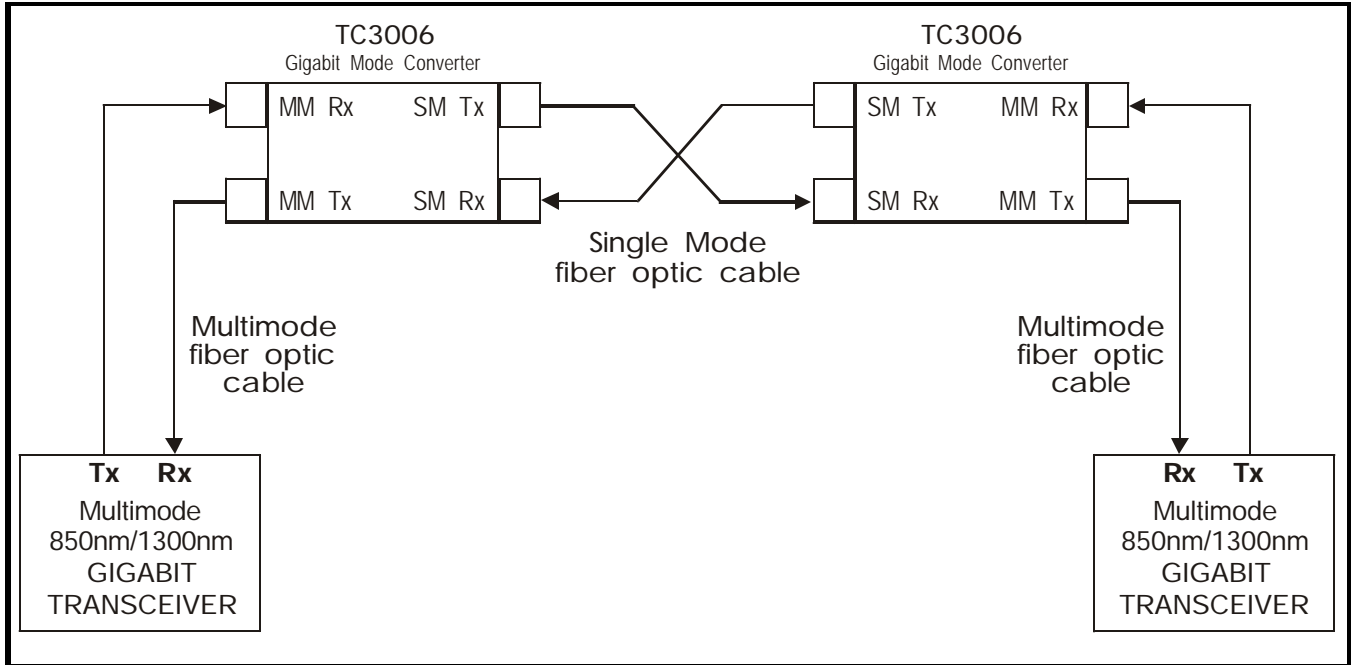 TC3006
Gigabit Mode Converter
MM Rx SM Tx
MM Tx SM Rx
TC3006
Gigabit Mode Converter
SM Tx MM Rx
SM Rx MM Tx
Single Mode
fiber optic cable
Multimode
fiber optic
cable
Multimode
fiber optic
cable
Tx Rx
Multimode
850nm/1300nm
GIGABIT
TRANSCEIVER
Rx Tx
Multimode
850nm/1300nm
GIGABIT
TRANSCEIVER